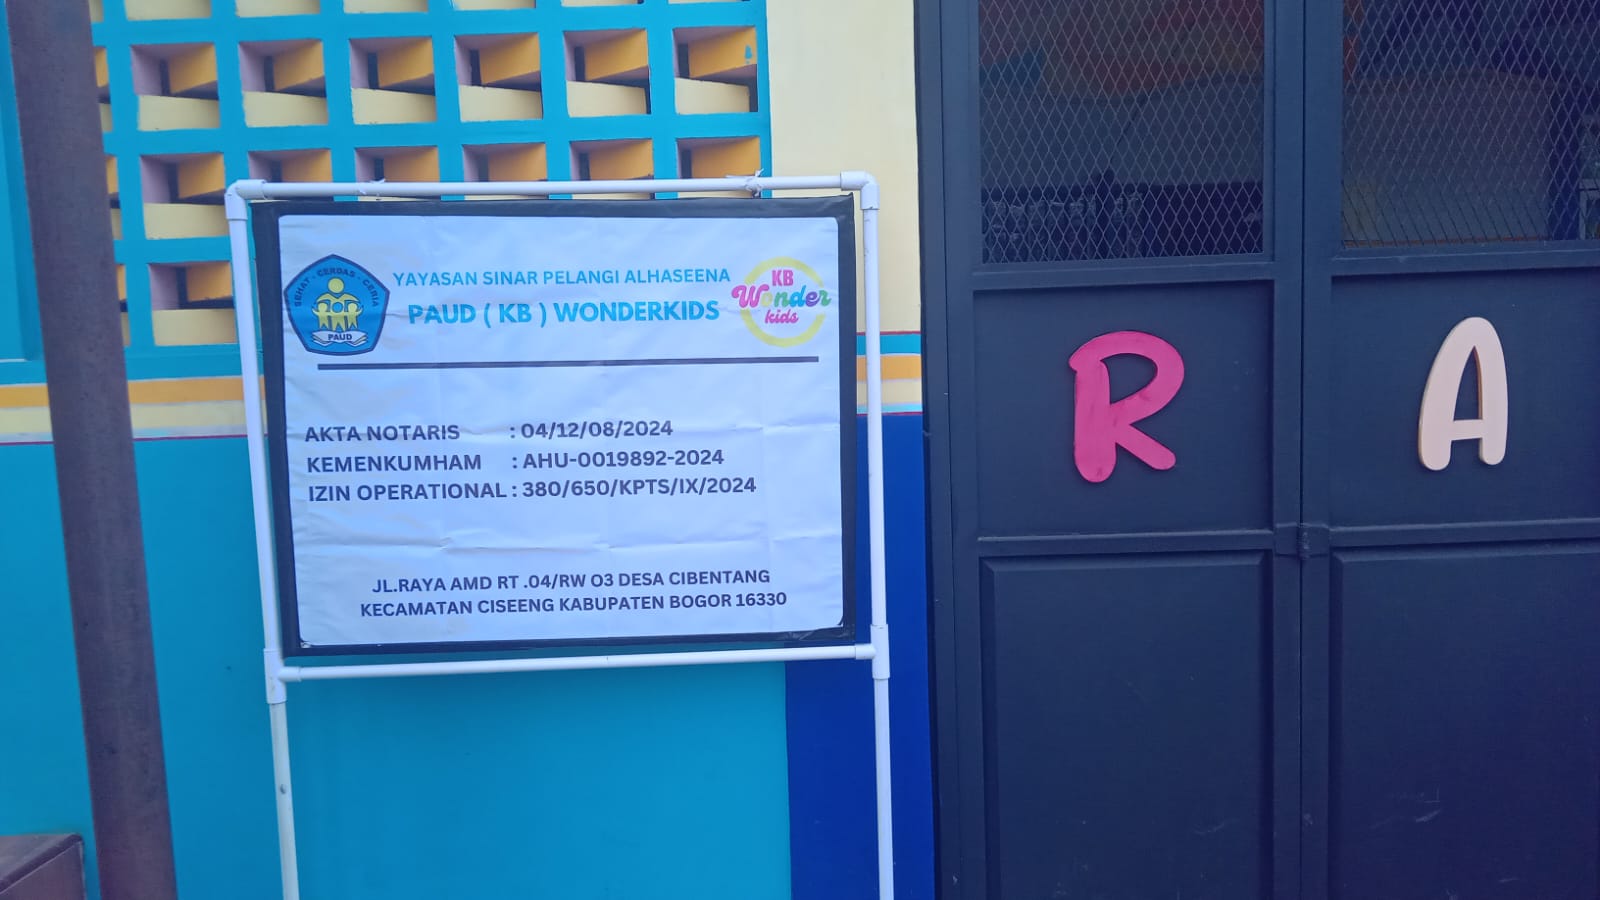 SEHAT - CERDAS - CERIA
PAUD
YAYASAN SINAR PELANGI ALHASEENA
PAUD ( KB ) WONDERKIDS
KB
Wonder
kids
AKTA NOTARIS : 04/12/08/2024
KEMENKUMHAM : AHU-0019892-2024
IZIN OPERATIONAL : 380/650/KPTS/IX/2024
JL.RAYA AMD RT .04/RW O3 DESA CIBENTANG
KECAMATAN CISEENG KABUPATEN BOGOR 16330
R A